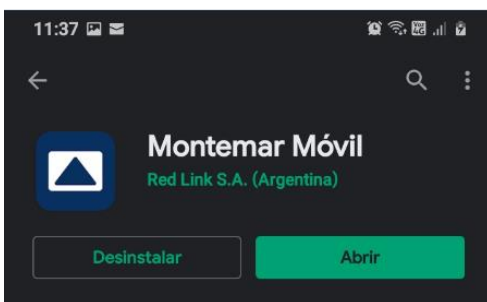 11:37
Montemar Móvil
Red Link S.A. (Argentina)
Desinstalar
Abrir